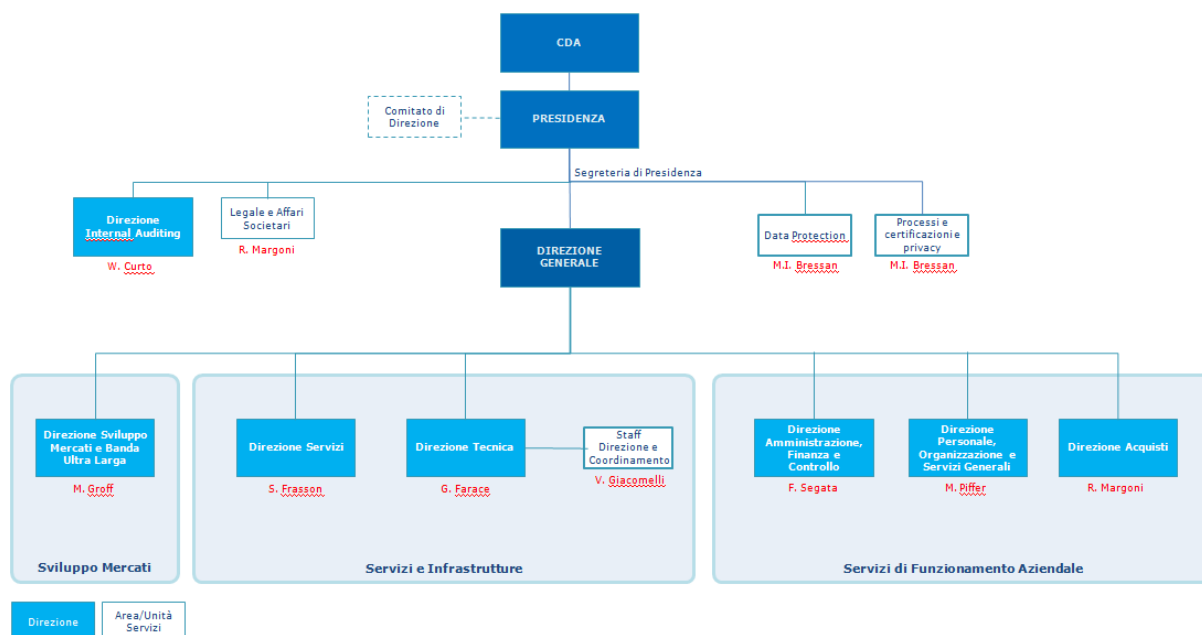 CDA
Comitato di
Direzione
PRESIDENZA
Segreteria di Presidenza
Direzione
Internal Auditing
W. Curto
Legale e Affari
Societari
R. Margoni
DIREZIONE
GENERALE
Data Protection
M.I. Bressan
Processi e
certificazioni e
privacy
M.I. Bressan
Direzione Sviluppo
Mercati e Banda
Ultra Larga
M. Groff
Sviluppo Mercati
Direzione Servizi
S. Frasson
Direzione Tecnica
G. Farace
Staff
Direzione e
Coordinamento
V. Giacomelli
Servizi e Infrastrutture
Direzione
Amministrazione,
Finanza e
Controllo
F. Segata
Direzione
Personale,
Organizzazione e
Servizi Generali
M. Piffer
Direzione Acquisti
R. Margoni
Servizi di Funzionamento Aziendale
Direzione
Area/Unità
Servizi